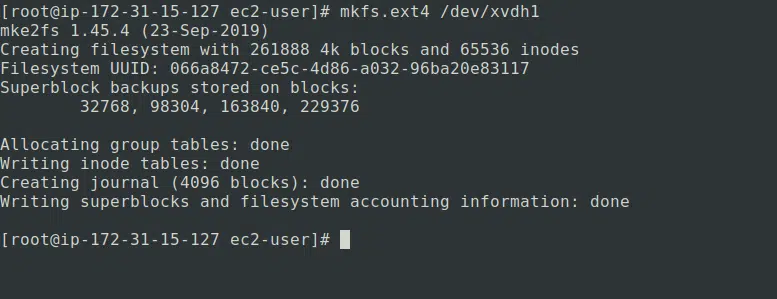 [root@ip-172-31-15-127 ec2-user]# mkfs.ext4 /dev/xvdh1
mke2fs 1.45.4 (23-Sep-2019)
Creating filesystem with 261888 4k blocks and 65536 inodes
Filesystem UUID: 066a8472-ce5c-4d86-a032-96ba20e83117
Superblock backups stored on blocks:
        32768, 98304, 163840, 229376

Allocating group tables: done
Writing inode tables: done
Creating journal (4096 blocks): done
Writing superblocks and filesystem accounting information: done

[root@ip-172-31-15-127 ec2-user]#